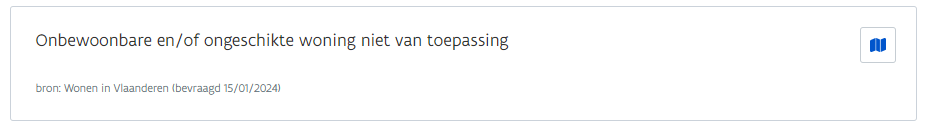 Onbewoonbare en/of ongeschikte woning niet van toepassing
bron: Wonen in Vlaanderen (bevraagd 15/01/2024)